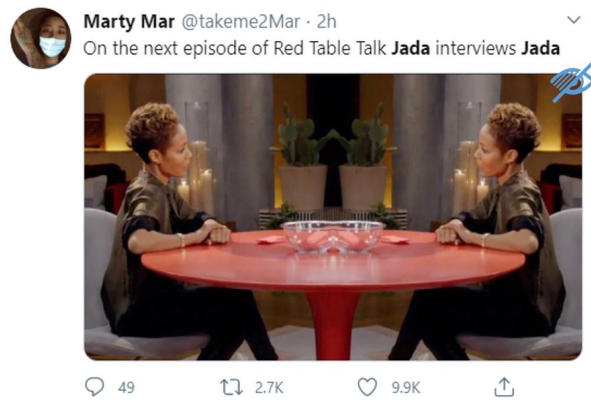 Marty Mar @takeme2Mar · 2h
On the next episode of Red Table Talk Jada interviews Jada
49 2.7K 9.9K